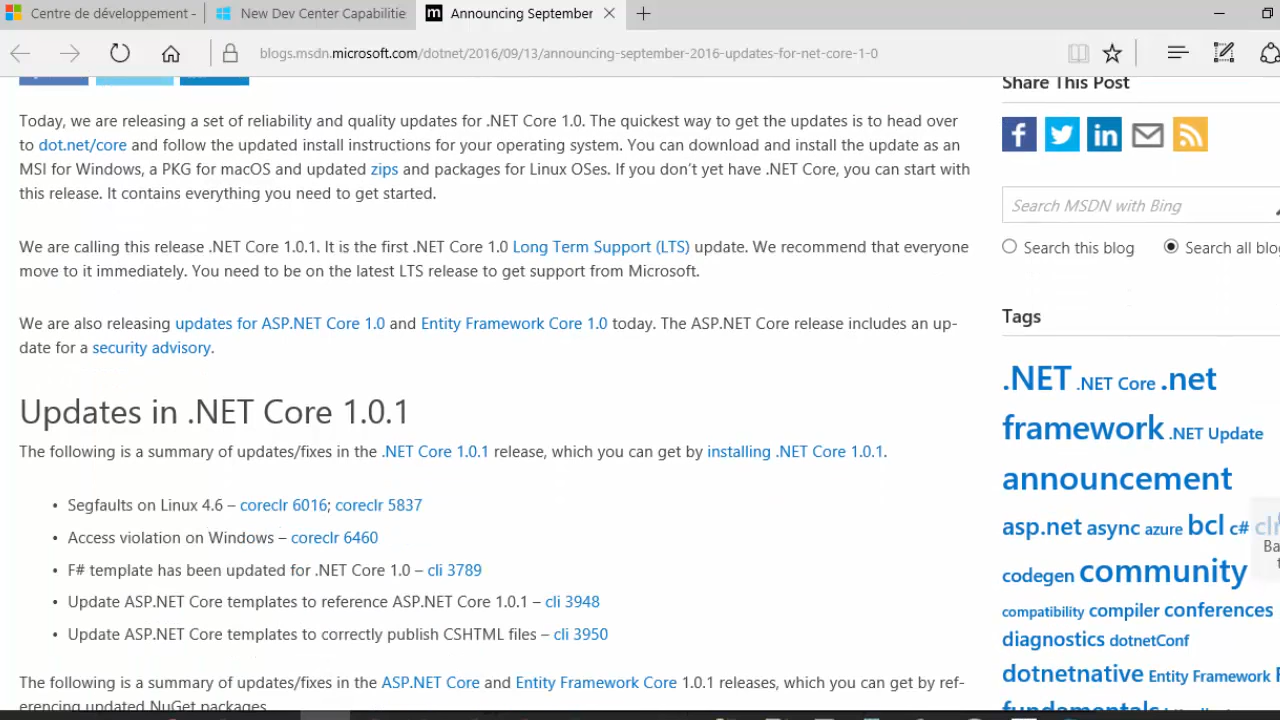 Centre de développement -
New Dev Center Capabilitie
m Announcing September
blogs.msdn.microsoft.com/dotnet/2016/09/13/announcing-september-2016-updates-for-net-core-1-0
Today, we are releasing a set of reliability and quality updates for .NET Core 1.0. The quickest way to get the updates is to head over
to dot.net/core and follow the updated install instructions for your operating system. You can download and install the update as an
MSI for Windows, a PKG for macOS and updated zips and packages for Linux OSes. If you don't yet have .NET Core, you can start with
this release. It contains everything you need to get started.
We are calling this release .NET Core 1.0.1. It is the first .NET Core 1.0 Long Term Support (LTS) update. We recommend that everyone
move to it immediately. You need to be on the latest LTS release to get support from Microsoft.
We are also releasing updates for ASP.NET Core 1.0 and Entity Framework Core 1.0 today. The ASP.NET Core release includes an up-
date for a security advisory.
Updates in .NET Core 1.0.1
The following is a summary of updates/fixes in the .NET Core 1.0.1 release, which you can get by installing .NET Core 1.0.1.
• Segfaults on Linux 4.6 – coreclr 6016; coreclr 5837
• Access violation on Windows – coreclr 6460
• F# template has been updated for .NET Core 1.0 – cli 3789
• Update ASP.NET Core templates to reference ASP.NET Core 1.0.1 – cli 3948
• Update ASP.NET Core templates to correctly publish CSHTML files – cli 3950
The following is a summary of updates/fixes in the ASP.NET Core and Entity Framework Core 1.0.1 releases, which you can get by ref-
erencing updated NuGet packages.
Share This Post
Search MSDN with Bing
Search this blog
Search all blog
Tags
.NET .NET Core .net
framework .NET Update
announcement
asp.net async azure bcl c# clr
codegen community
compatibility compiler conferences
diagnostics dotnetConf
dotnetnative Entity Framework
fundamentals